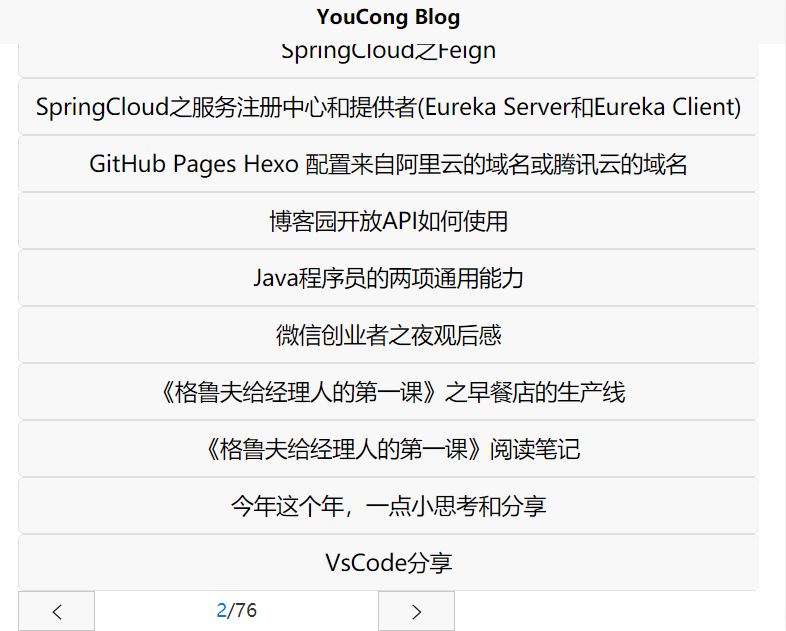 YouCong Blog
SpringCloud之Feign
SpringCloud之服务注册中心和提供者(Eureka Server和Eureka Client)
GitHub Pages Hexo 配置来自阿里云的域名或腾讯云的域名
博客园开放API如何使用
Java程序员的两项通用能力
微信创业者之夜观后感
《格鲁夫给经理人的第一课》之早餐店的生产线
《格鲁夫给经理人的第一课》阅读笔记
今年这个年，一点小思考和分享
VsCode分享
2/76